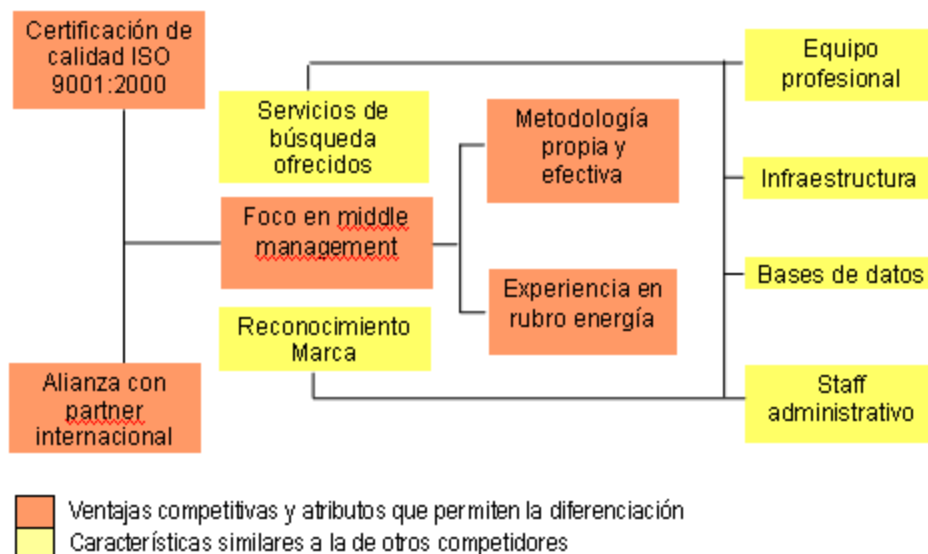 Certificación de
calidad ISO
9001:2000
Servicios de
búsqueda
ofrecidos
Foco en middle
management
Reconocimiento
Marca
Alianza con
partner
internacional
Metodología
propia y
efectiva
Experiencia en
rubro energía
Equipo
profesional
Infraestructura
Bases de datos
Staff
administrativo
Ventajas competitivas y atributos que permiten la diferenciación
Características similares a la de otros competidores